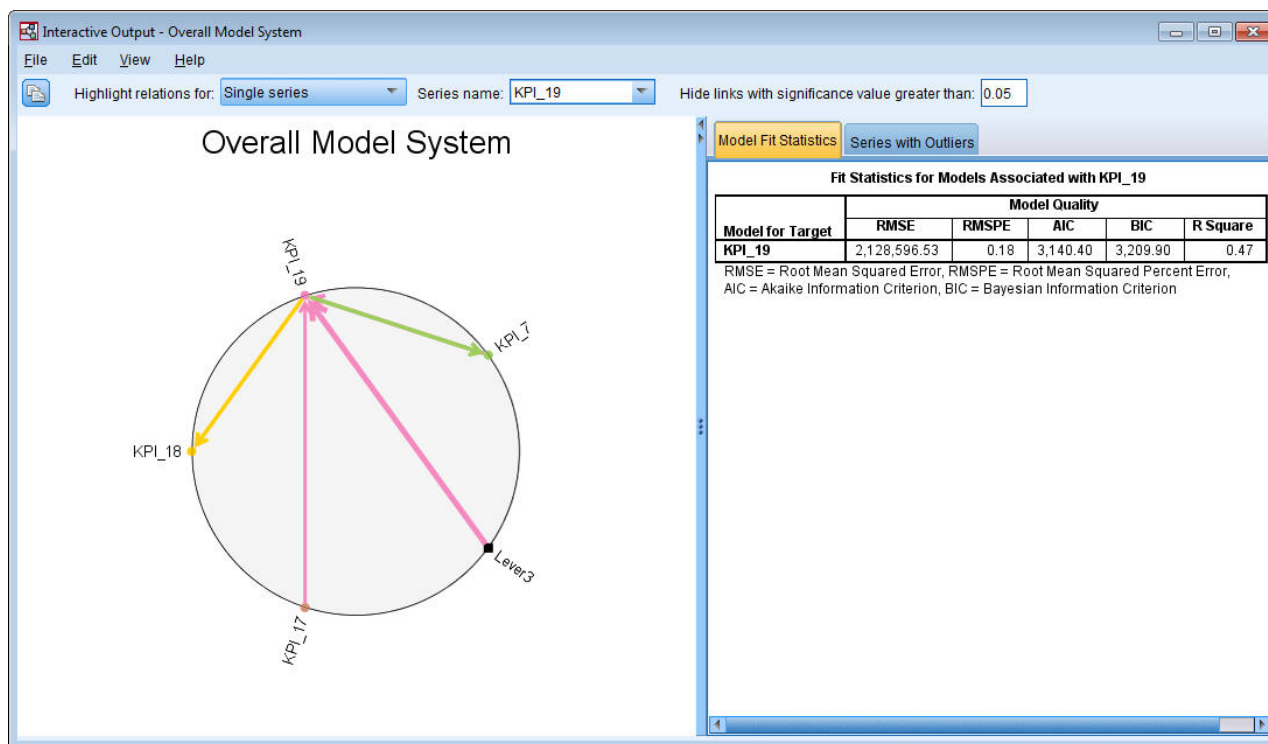 Interactive Output - Overall Model System
File Edit View Help
Highlight relations for: Single series Series name: KPI_19 Hide links with significance value greater than: 0.05
Overall Model System
KPI_19
KPI_7
KPI_18
Lever3
KPI_17
Model Fit Statistics Series with Outliers
Fit Statistics for Models Associated with KPI_19
Model Quality
Model for Target RMSE RMSPE AIC BIC R Square
KPI_19 2,128,596.53 0.18 3,140.40 3,209.90 0.47
RMSE = Root Mean Squared Error, RMSPE = Root Mean Squared Percent Error,
AIC = Akaike Information Criterion, BIC = Bayesian Information Criterion